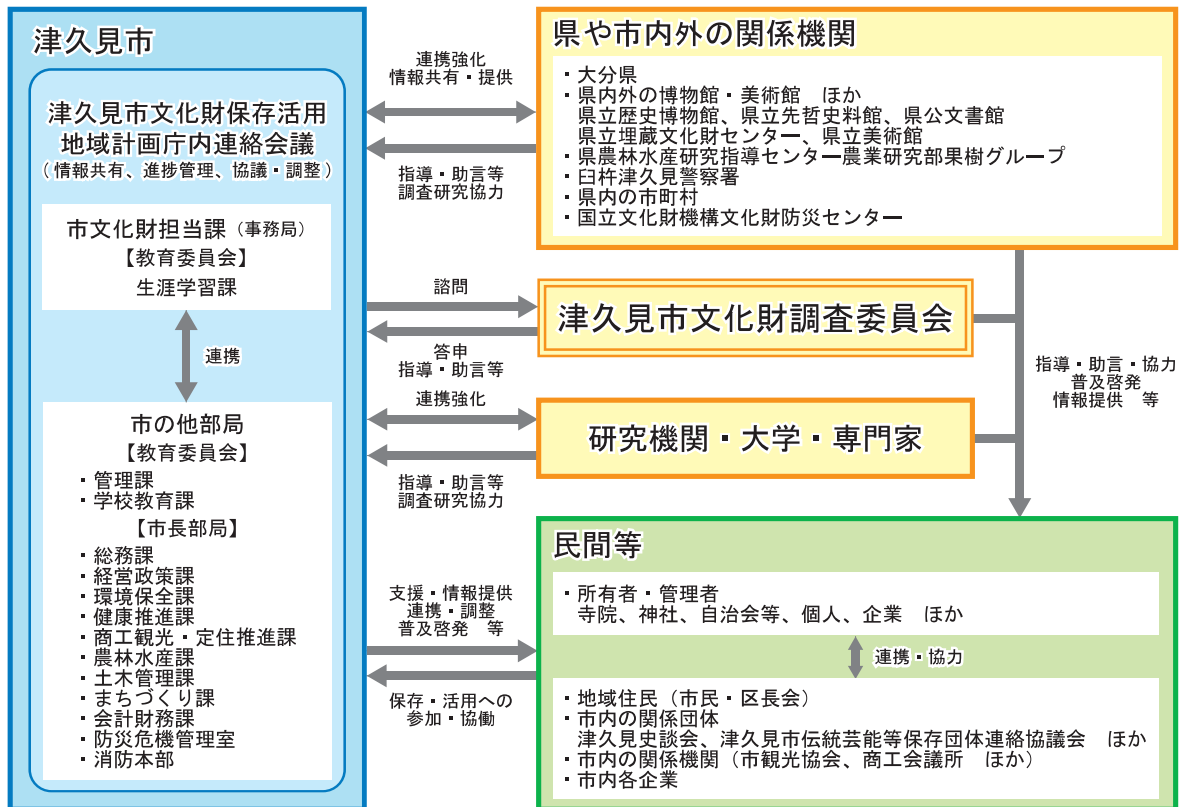 津久見市
津久見市文化財保存活用
地域計画庁内連絡会議
（情報共有、進捗管理、協議・調整）
市文化財担当課（事務局）
【教育委員会】
生涯学習課
連携
市の他部局
【教育委員会】
・管理課
・学校教育課
【市長部局】
・総務課
・経営政策課
・環境保全課
・健康推進課
・商工観光・定住推進課
・農林水産課
・土木管理課
・まちづくり課
・会計財務課
・防災危機管理室
・消防本部
連携強化
情報共有・提供
指導・助言等
調査研究協力
諮問
答申
指導・助言等
連携強化
指導・助言等
調査研究協力
支援・情報提供
連携・調整
普及啓発　等
保存・活用への
参加・協働
県や市内外の関係機関
・大分県
・県内外の博物館・美術館　ほか
県立歴史博物館、県立先哲史料館、県公文書館
県立埋蔵文化財センター、県立美術館
・県農林水産研究指導センター農業研究部果樹グループ
・臼杵津久見警察署
・県内の市町村
・国立文化財機構文化財防災センター
津久見市文化財調査委員会
研究機関・大学・専門家
指導・助言・協力
普及啓発
情報提供　等
民間等
・所有者・管理者
寺院、神社、自治会等、個人、企業　ほか
連携・協力
・地域住民（市民・区長会）
・市内の関係団体
津久見史談会、津久見市伝統芸能等保存団体連絡協議会　ほか
・市内の関係機関（市観光協会、商工会議所　ほか）
・市内各企業